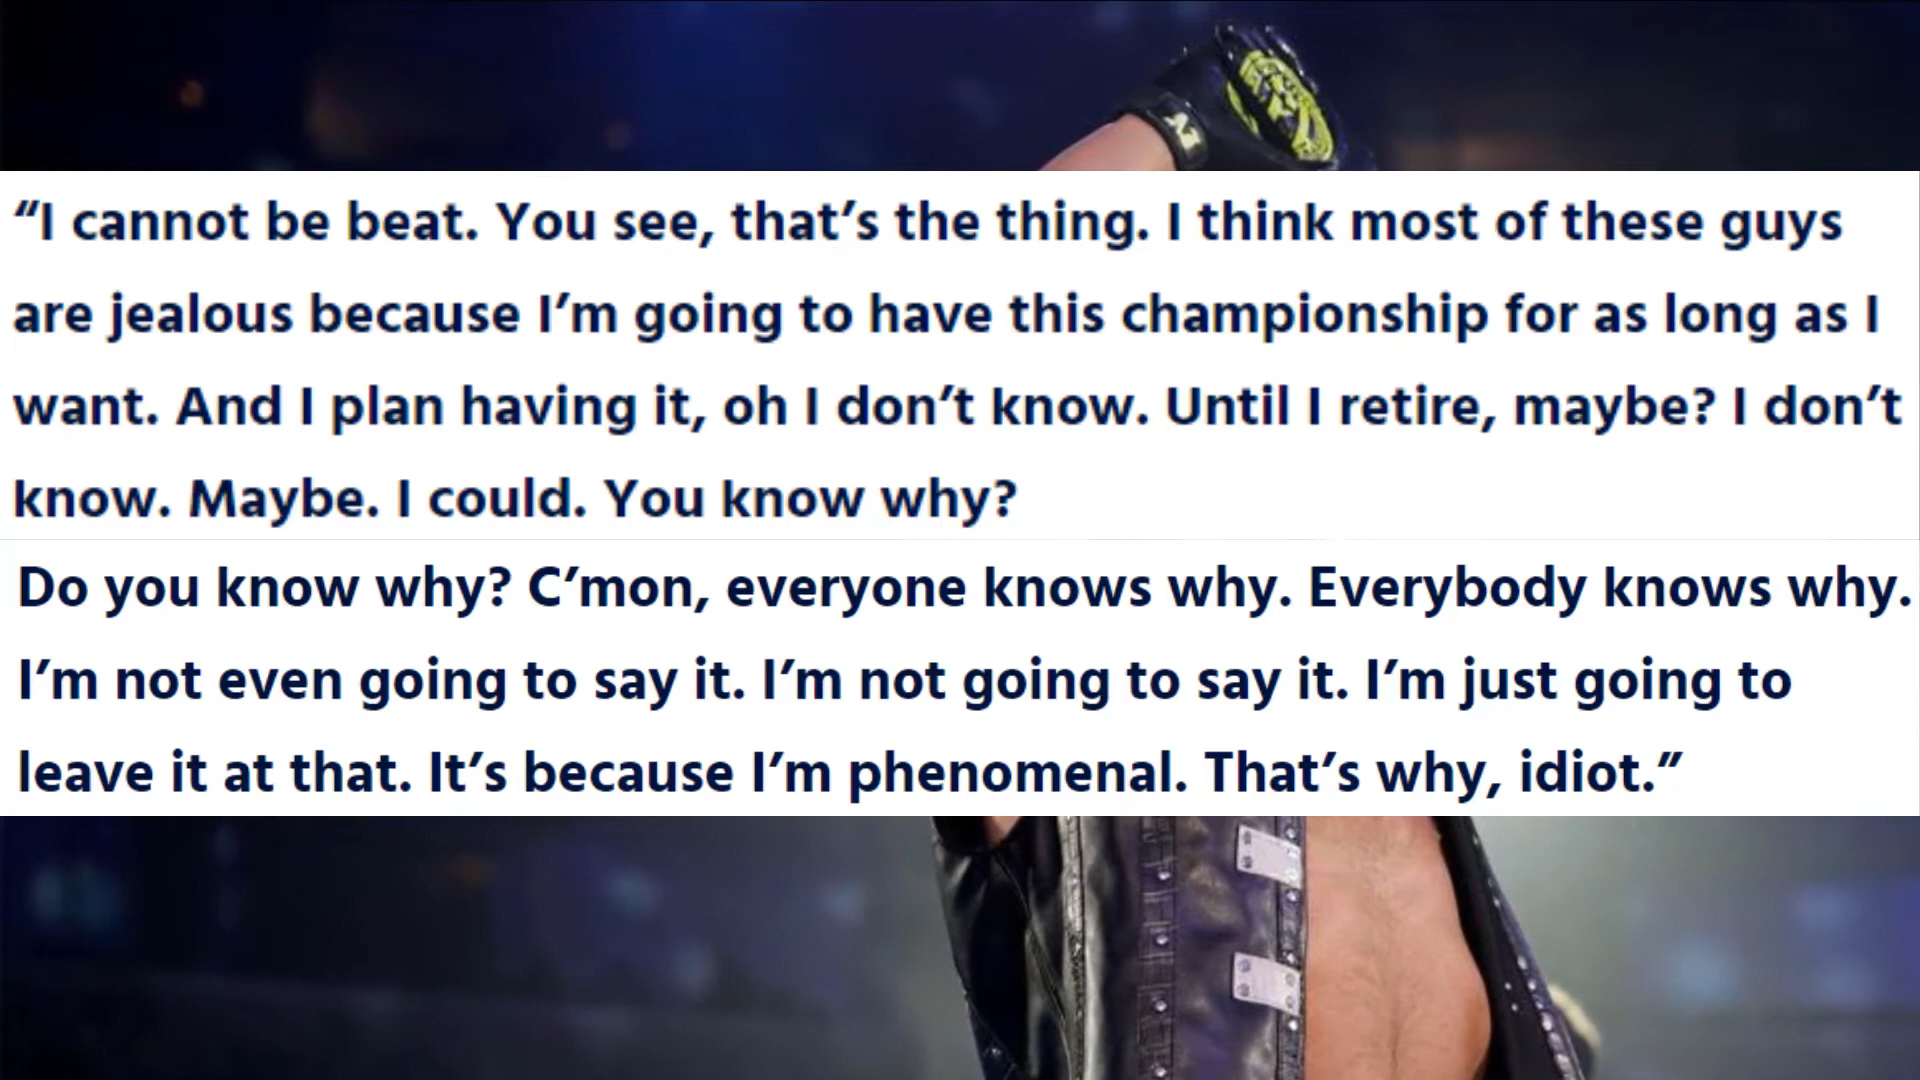 “I cannot be beat. You see, that’s the thing. I think most of these guys
are jealous because I’m going to have this championship for as long as I
want. And I plan having it, oh I don’t know. Until I retire, maybe? I don’t
know. Maybe. I could. You know why?
Do you know why? C’mon, everyone knows why. Everybody knows why.
I’m not even going to say it. I’m not going to say it. I’m just going to
leave it at that. It’s because I’m phenomenal. That’s why, idiot.”